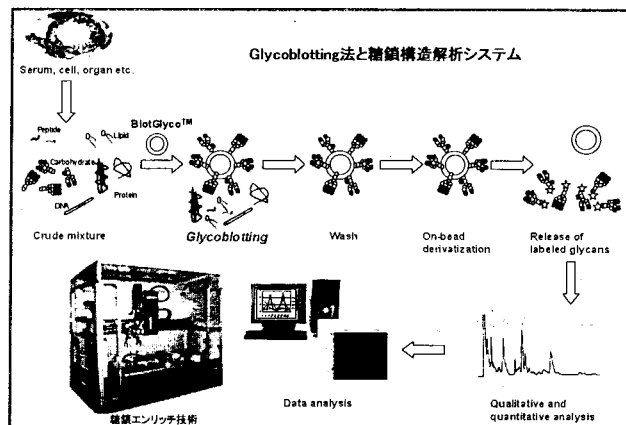 Glycoblotting法と糖鎖構造解析システム
Serum, cell, organ etc.
BlotGlyco™
Peptide
Lipid
Carbohydrate
Protein
DNA
Crude mixture
Glycoblotting
Wash
On-bead
derivatization
Release of
labeled glycans
糖鎖エンリッチ技術
Data analysis
Qualitative and
quantitative analysis